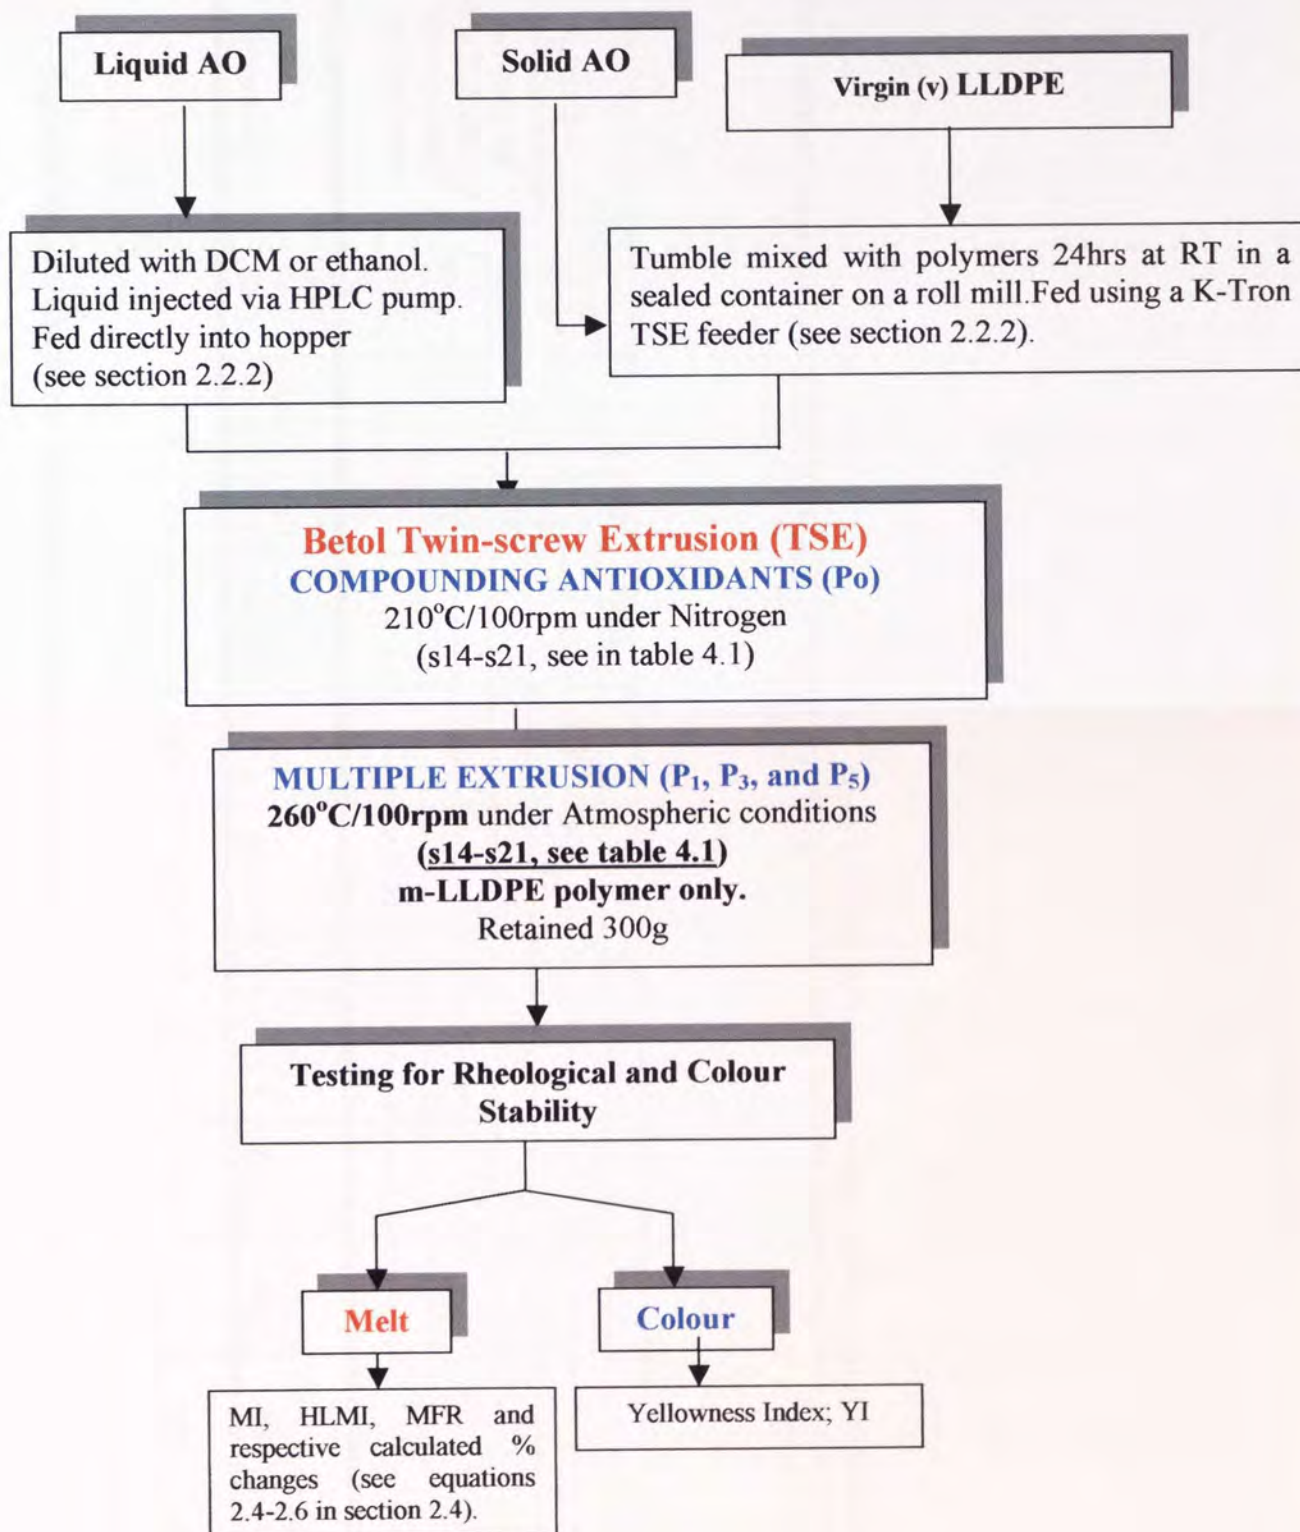 Liquid AO
Solid AO
Virgin (v) LLDPE
Diluted with DCM or ethanol.
Liquid injected via HPLC pump.
Fed directly into hopper
(see section 2.2.2)
Tumble mixed with polymers 24hrs at RT in a
sealed container on a roll mill.Fed using a K-Tron
TSE feeder (see section 2.2.2).
Betol Twin-screw Extrusion (TSE)
COMPOUNDING ANTIOXIDANTS (Po)
210°C/100rpm under Nitrogen
(s14-s21, see in table 4.1)
MULTIPLE EXTRUSION (P₁, P₃, and P₅)
260°C/100rpm under Atmospheric conditions
(s14-s21, see table 4.1)
m-LLDPE polymer only.
Retained 300g
Testing for Rheological and Colour
Stability
Melt
Colour
MI, HLMI, MFR and
respective calculated %
changes (see equations
2.4-2.6 in section 2.4).
Yellowness Index; YI